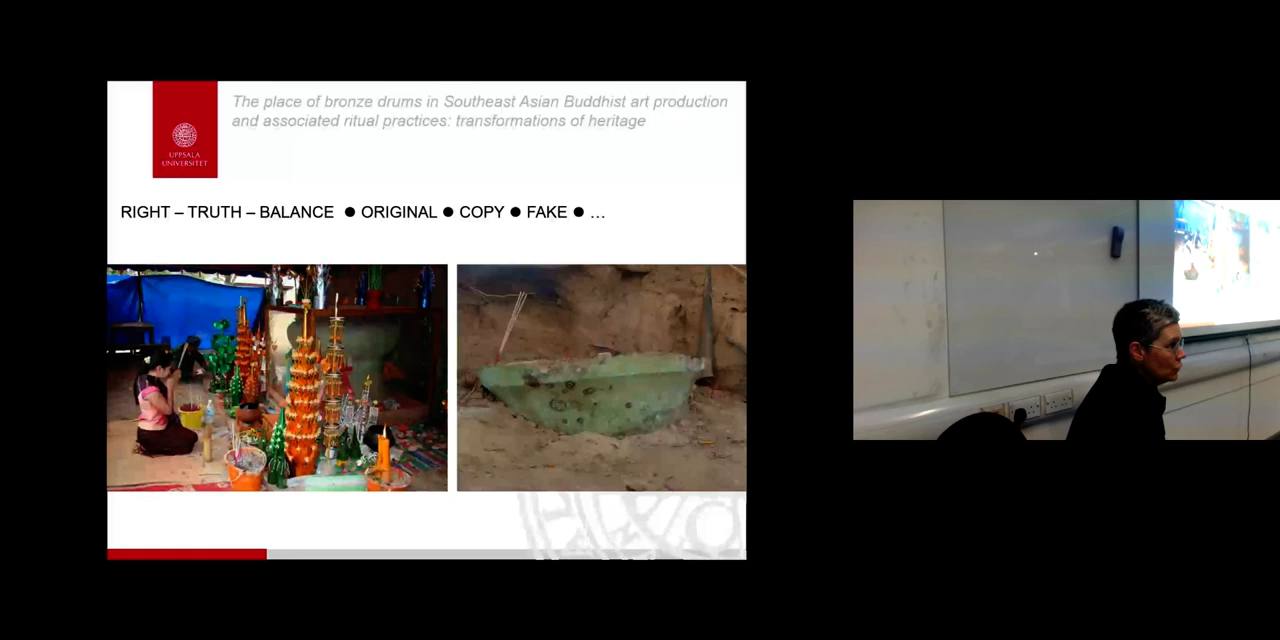 The place of bronze drums in Southeast Asian Buddhist art production
and associated ritual practices: transformations of heritage
UPPSALA
UNIVERSITET
RIGHT – TRUTH – BALANCE ● ORIGINAL ● COPY ● FAKE ● …